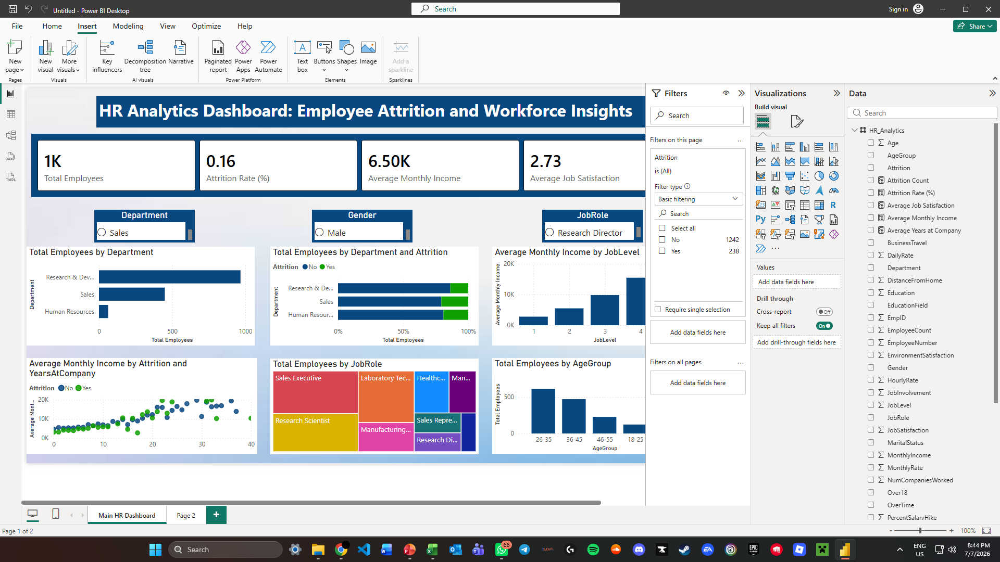 Untitled - Power BI Desktop
Search
Sign in
File
Home
Insert
Modeling
View
Optimize
Help
Share
New page
Pages
New visual
More visuals
Visuals
Key influencers
Decomposition tree
Narrative
AI visuals
Paginated report
Power Apps
Power Automate
Power Platform
Text box
Buttons
Shapes
Image
Elements
Add a sparkline
Sparklines
HR Analytics Dashboard: Employee Attrition and Workforce Insights
1K
Total Employees
0.16
Attrition Rate (%)
6.50K
Average Monthly Income
2.73
Average Job Satisfaction
Department
Sales
Gender
Male
JobRole
Research Director
Total Employees by Department
Department
Research & Dev...
Sales
Human Resources
0
500
1000
Total Employees
Total Employees by Department and Attrition
Attrition No Yes
Department
Research & De...
Sales
Human Resour...
0%
50%
100%
Total Employees
Average Monthly Income by JobLevel
Average Monthly Income
20K
10K
0K
1
2
3
4
JobLevel
Average Monthly Income by Attrition and
YearsAtCompany
Attrition No Yes
Average Mont...
20K
10K
0K
0
10
20
30
40
Total Employees by JobRole
Sales Executive
Research Scientist
Laboratory Tec...
Manufacturing...
Healthc...
Man...
Sales Repre...
Research Di...
Total Employees by AgeGroup
Total Employees
500
0
26-35
36-45
46-55
18-25
AgeGroup
Filters
Search
Filters on this page
...
Attrition
is (All)
Filter type
Basic filtering
Search
Select all
No 1242
Yes 238
Require single selection
Add data fields here
Filters on all pages
...
Add data fields here
Visualizations
Build visual
R
Py
...
Values
Add data fields here
Drill through
Cross-report Off
Keep all filters On
Add drill-through fields here
Data
Search
HR_Analytics
Age
AgeGroup
Attrition
Attrition Count
Attrition Rate (%)
Average Job Satisfaction
Average Monthly Income
Average Years at Company
BusinessTravel
DailyRate
Department
DistanceFromHome
Education
EducationField
EmpID
EmployeeCount
EmployeeNumber
EnvironmentSatisfaction
Gender
HourlyRate
JobInvolvement
JobLevel
JobRole
JobSatisfaction
MaritalStatus
MonthlyIncome
MonthlyRate
NumCompaniesWorked
Over18
OverTime
PercentSalaryHike
DAX
TMDL
Main HR Dashboard
Page 2
Page 1 of 2
- + 100%
Search
66
EA
EPIC GAMES
ENG
US
8:44 PM
7/7/2026